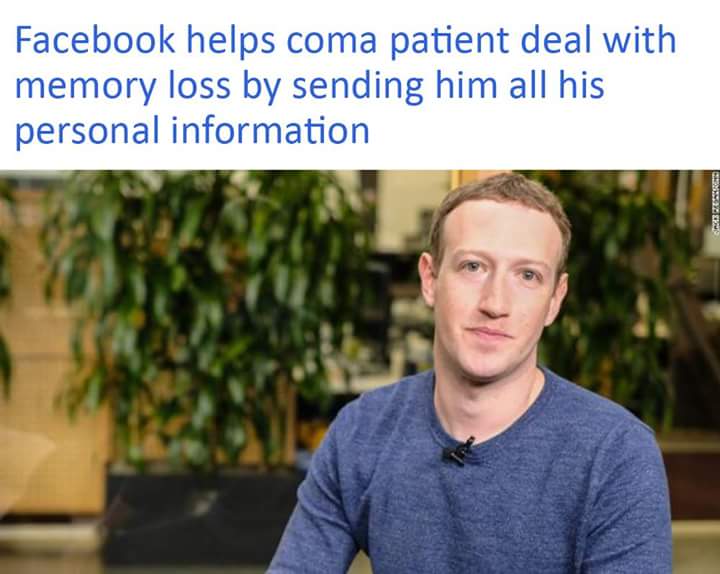 Facebook helps coma patient deal with
memory loss by sending him all his
personal information